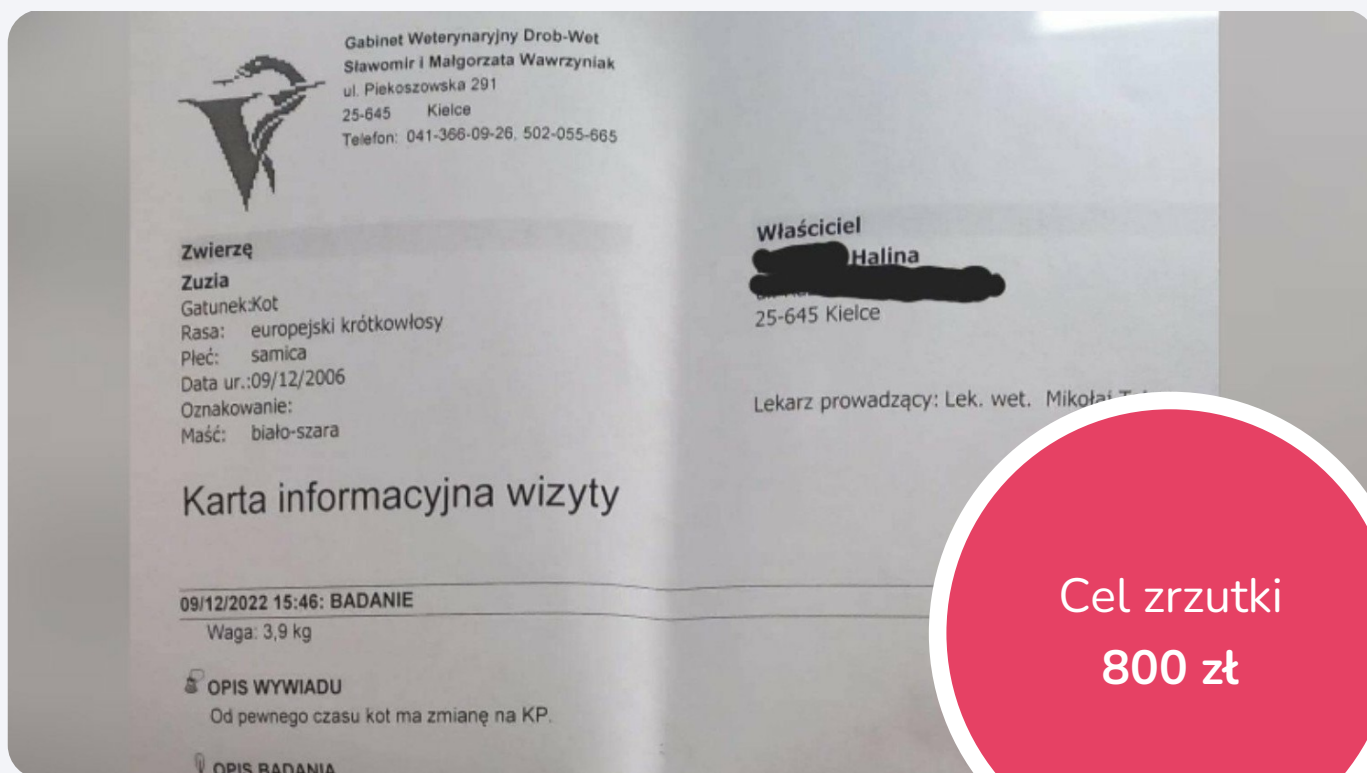 Gabinet Weterynaryjny Drob-Wet
Sławomir i Małgorzata Wawrzyniak
ul. Piekoszowska 291
25-645 Kielce
Telefon: 041-366-09-26, 502-055-665
Zwierzę
Zuzia
Gatunek:Kot
Rasa: europejski krótkowłosy
Płeć: samica
Data ur.:09/12/2006
Oznakowanie:
Maść: biało-szara
Właściciel
Halina
25-645 Kielce
Lekarz prowadzący: Lek. wet. Mikołaj
Karta informacyjna wizyty
09/12/2022 15:46: BADANIE
Waga: 3,9 kg
OPIS WYWIADU
Od pewnego czasu kot ma zmianę na KP.
OPIS BADANIA
Cel zrzutki
800 zł